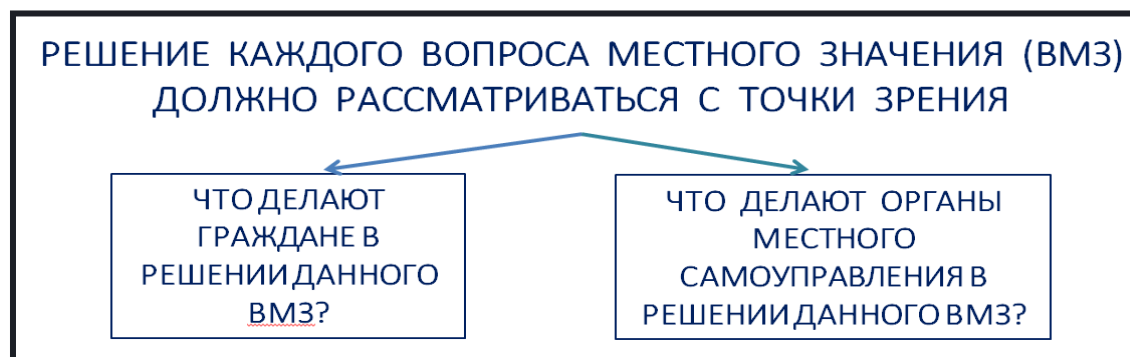 РЕШЕНИЕ КАЖДОГО ВОПРОСА МЕСТНОГО ЗНАЧЕНИЯ (ВМЗ)
ДОЛЖНО РАССМАТРИВАТЬСЯ С ТОЧКИ ЗРЕНИЯ
ЧТО ДЕЛАЮТ
ГРАЖДАНЕ В
РЕШЕНИИ ДАННОГО
ВМЗ?
ЧТО ДЕЛАЮТ ОРГАНЫ
МЕСТНОГО
САМОУПРАВЛЕНИЯ В
РЕШЕНИИ ДАННОГО ВМЗ?